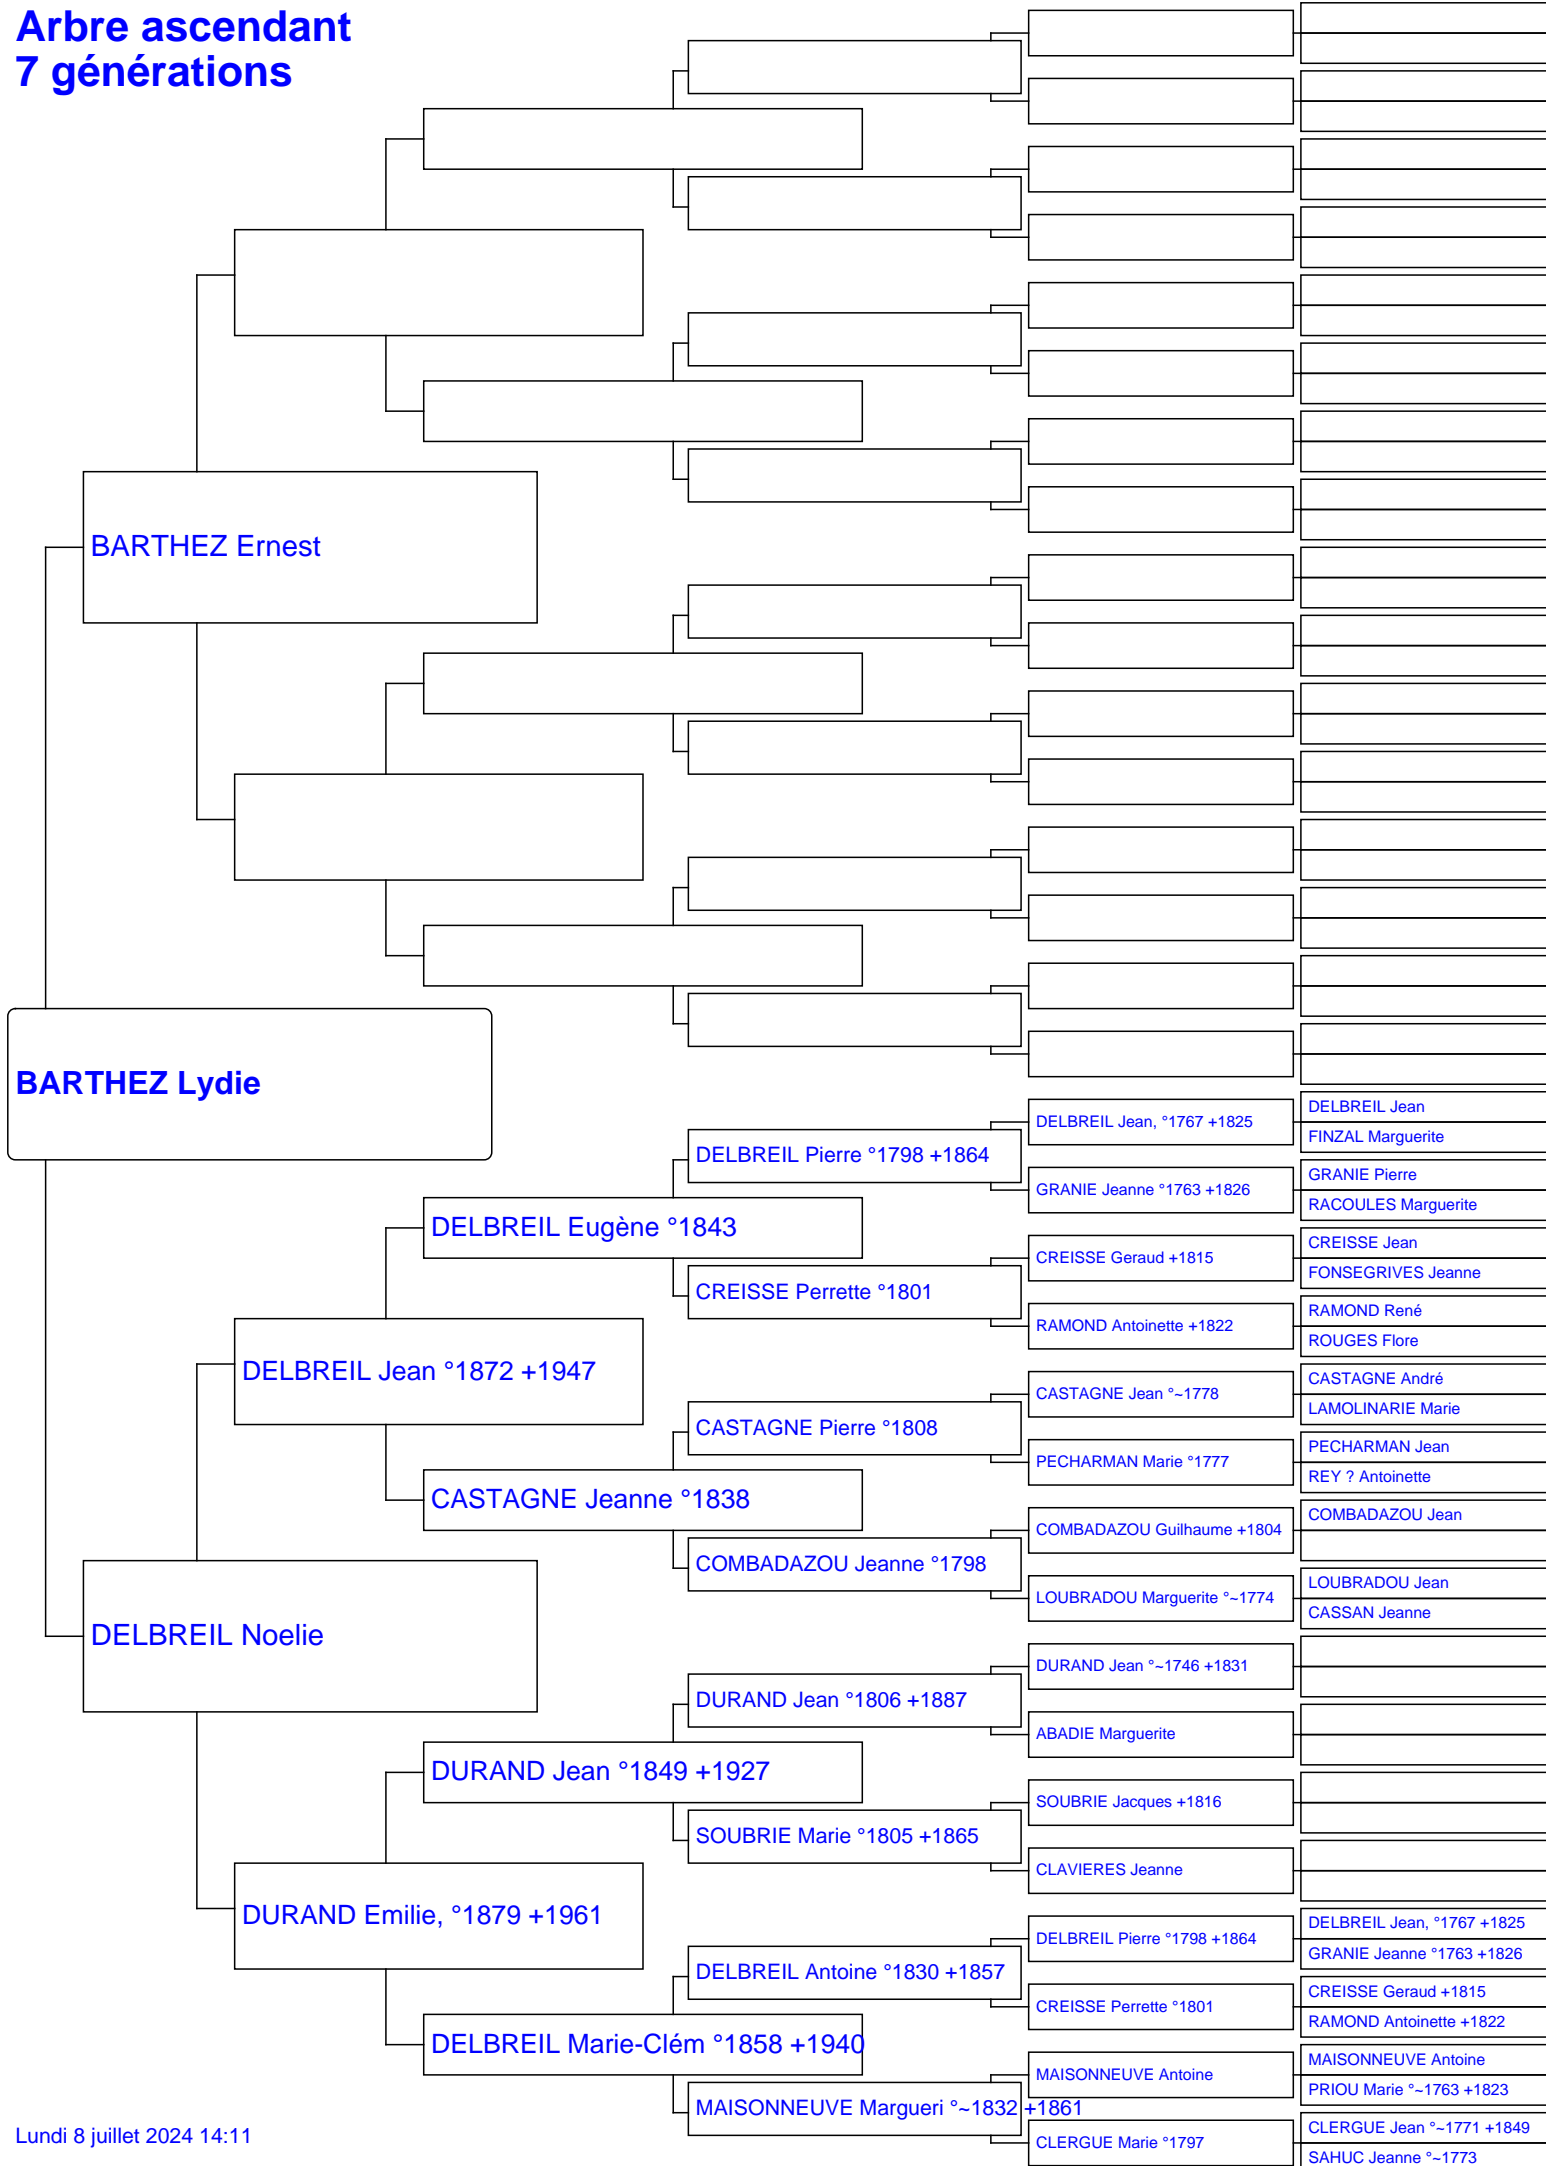 Arbre ascendant
7 générations
BARTHEZ Lydie
BARTHEZ Ernest
DELBREIL Noelie
DELBREIL Jean °1872 +1947
DURAND Emilie, °1879 +1961
DELBREIL Eugène °1843
CASTAGNE Jeanne °1838
DURAND Jean °1849 +1927
DELBREIL Marie-Clém °1858 +1940
DELBREIL Pierre °1798 +1864
CREISSE Perrette °1801
CASTAGNE Pierre °1808
COMBADAZOU Jeanne °1798
DURAND Jean °1806 +1887
SOUBRIE Marie °1805 +1865
DELBREIL Antoine °1830 +1857
MAISONNEUVE Margueri °~1832 +1861
DELBREIL Jean, °1767 +1825
GRANIE Jeanne °1763 +1826
CREISSE Geraud +1815
RAMOND Antoinette +1822
CASTAGNE Jean °~1778
PECHARMAN Marie °1777
COMBADAZOU Guilhaume +1804
LOUBRADOU Marguerite °~1774
DURAND Jean °~1746 +1831
ABADIE Marguerite
SOUBRIE Jacques +1816
CLAVIERES Jeanne
DELBREIL Pierre °1798 +1864
CREISSE Perrette °1801
MAISONNEUVE Antoine
CLERGUE Marie °1797
DELBREIL Jean
FINZAL Marguerite
GRANIE Pierre
RACOULES Marguerite
CREISSE Jean
FONSEGRIVES Jeanne
RAMOND René
ROUGES Flore
CASTAGNE André
LAMOLINARIE Marie
PECHARMAN Jean
REY ? Antoinette
COMBADAZOU Jean
LOUBRADOU Jean
CASSAN Jeanne
DELBREIL Jean, °1767 +1825
GRANIE Jeanne °1763 +1826
CREISSE Geraud +1815
RAMOND Antoinette +1822
MAISONNEUVE Antoine
PRIOU Marie °~1763 +1823
CLERGUE Jean °~1771 +1849
SAHUC Jeanne °~1773
Lundi 8 juillet 2024 14:11